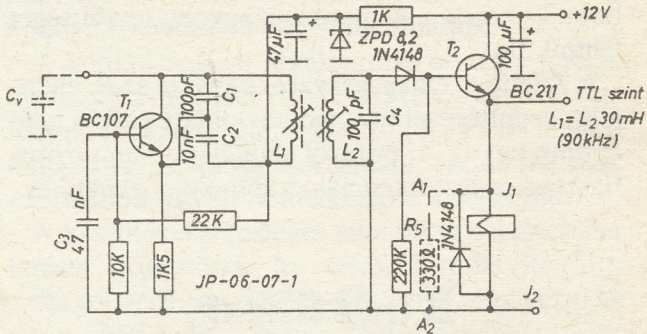 +12V
1K
47µF
+
ZPD 8,2
1N4148
T2
100µF
+
BC211
TTL szint
L1 = L2 30mH
(90kHz)
Cv
T1
BC107
100pF
C1
10nF
C2
L1
L2
100 pF
C4
C3
47 nF
22K
10K
1K5
JP-06-07-1
220K
R5
330Ω
A1
1N4148
J1
J2
A2